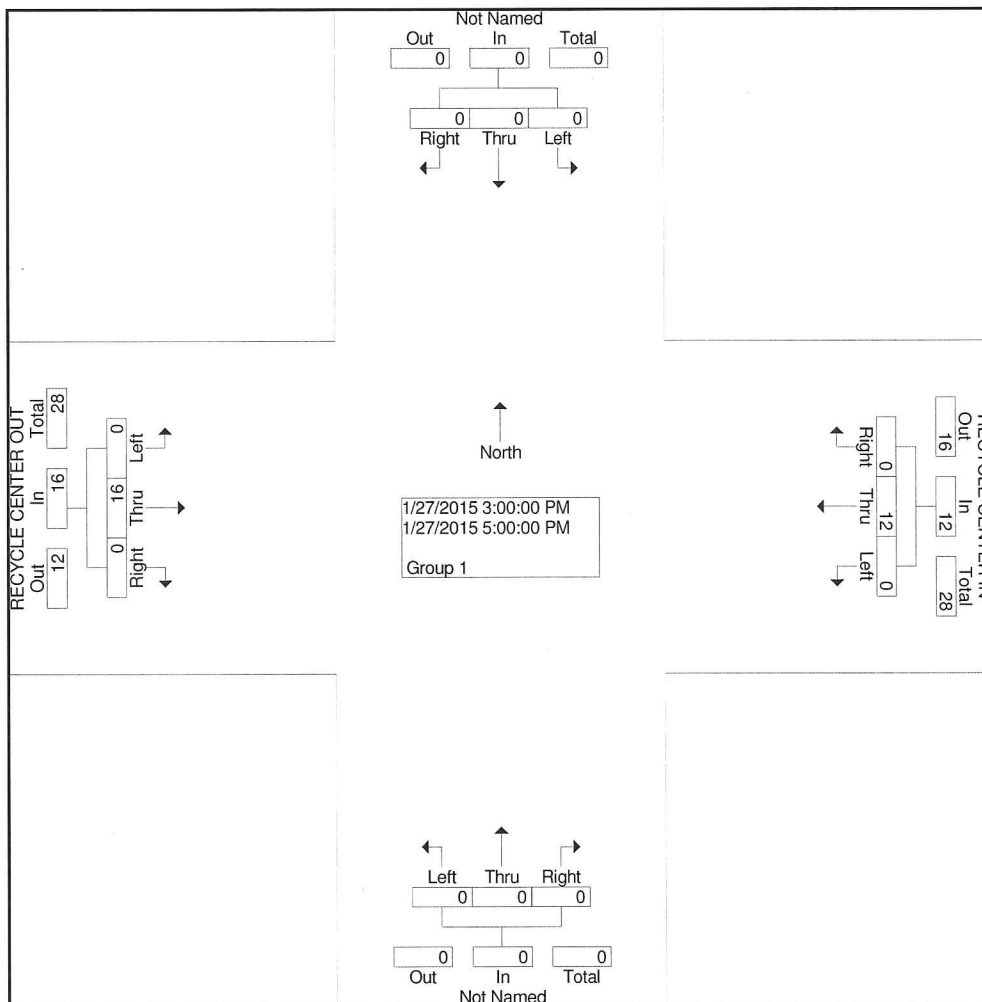 Not Named
Out In Total
0 0 0
0 0 0
Right Thru Left
RECYCLE CENTER OUT
Total In Out
28 16 12
0 16 0
Left Thru Right
North
1/27/2015 3:00:00 PM
1/27/2015 5:00:00 PM
Group 1
Right Thru Left
0 12 0
16 12 28
Out In Total
RECYCLE CENTER IN
Left Thru Right
0 0 0
0 0 0
Out In Total
Not Named